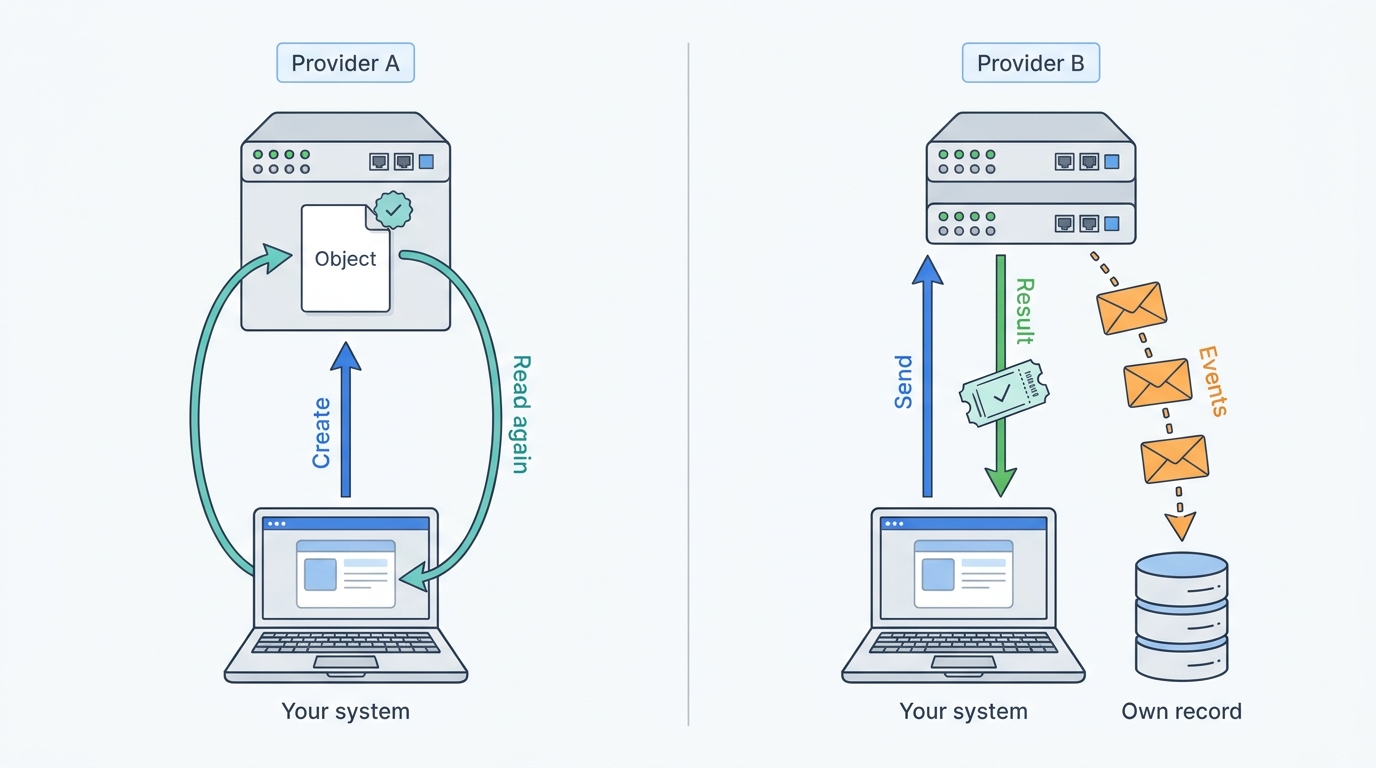 Provider A
Object
Create
Read again
Your system
Provider B
Send
Result
Events
Your system
Own record